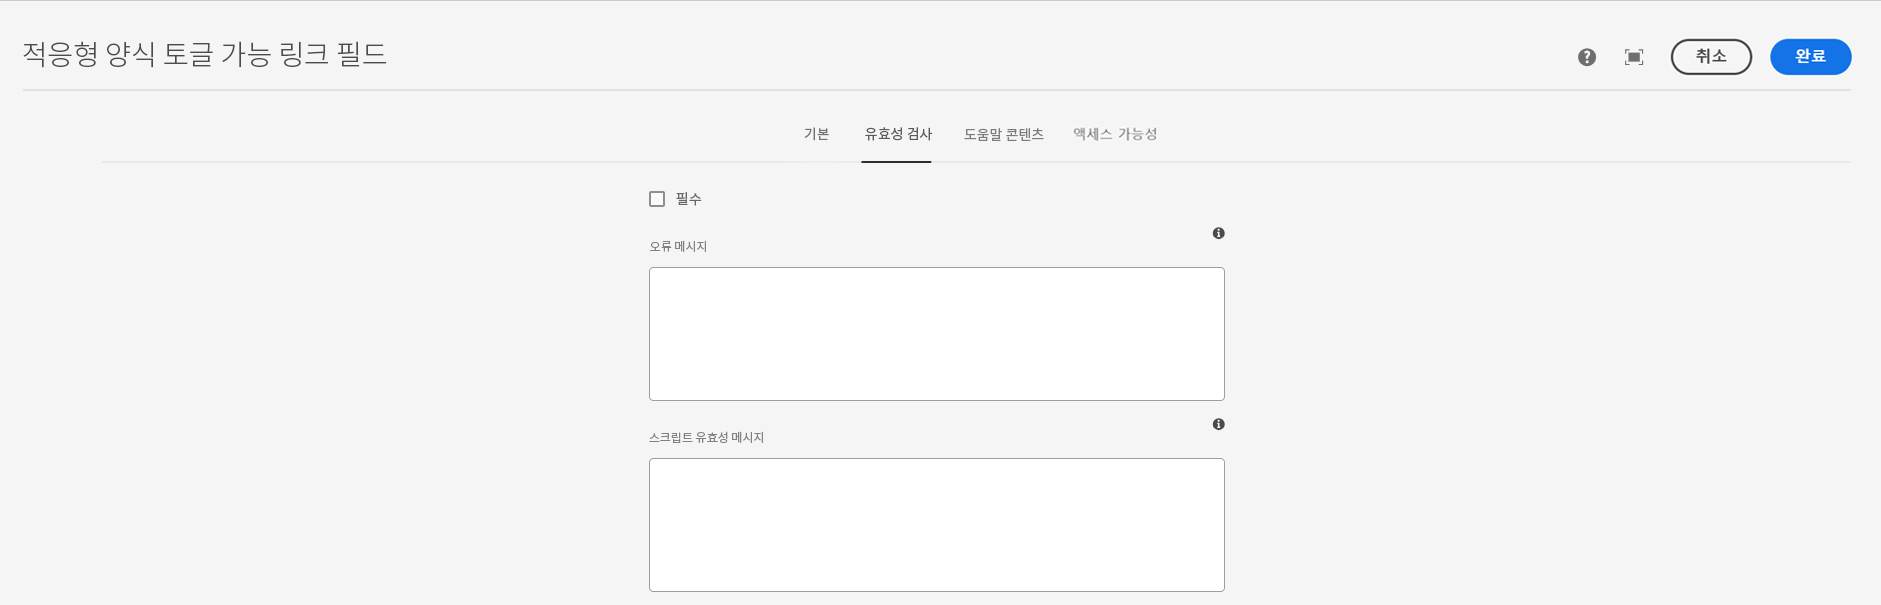 적응형 양식 토글 가능 링크 필드
취소
완료
기본
유효성 검사
도움말 콘텐츠
액세스 가능성
필수
오류 메시지
스크립트 유효성 메시지